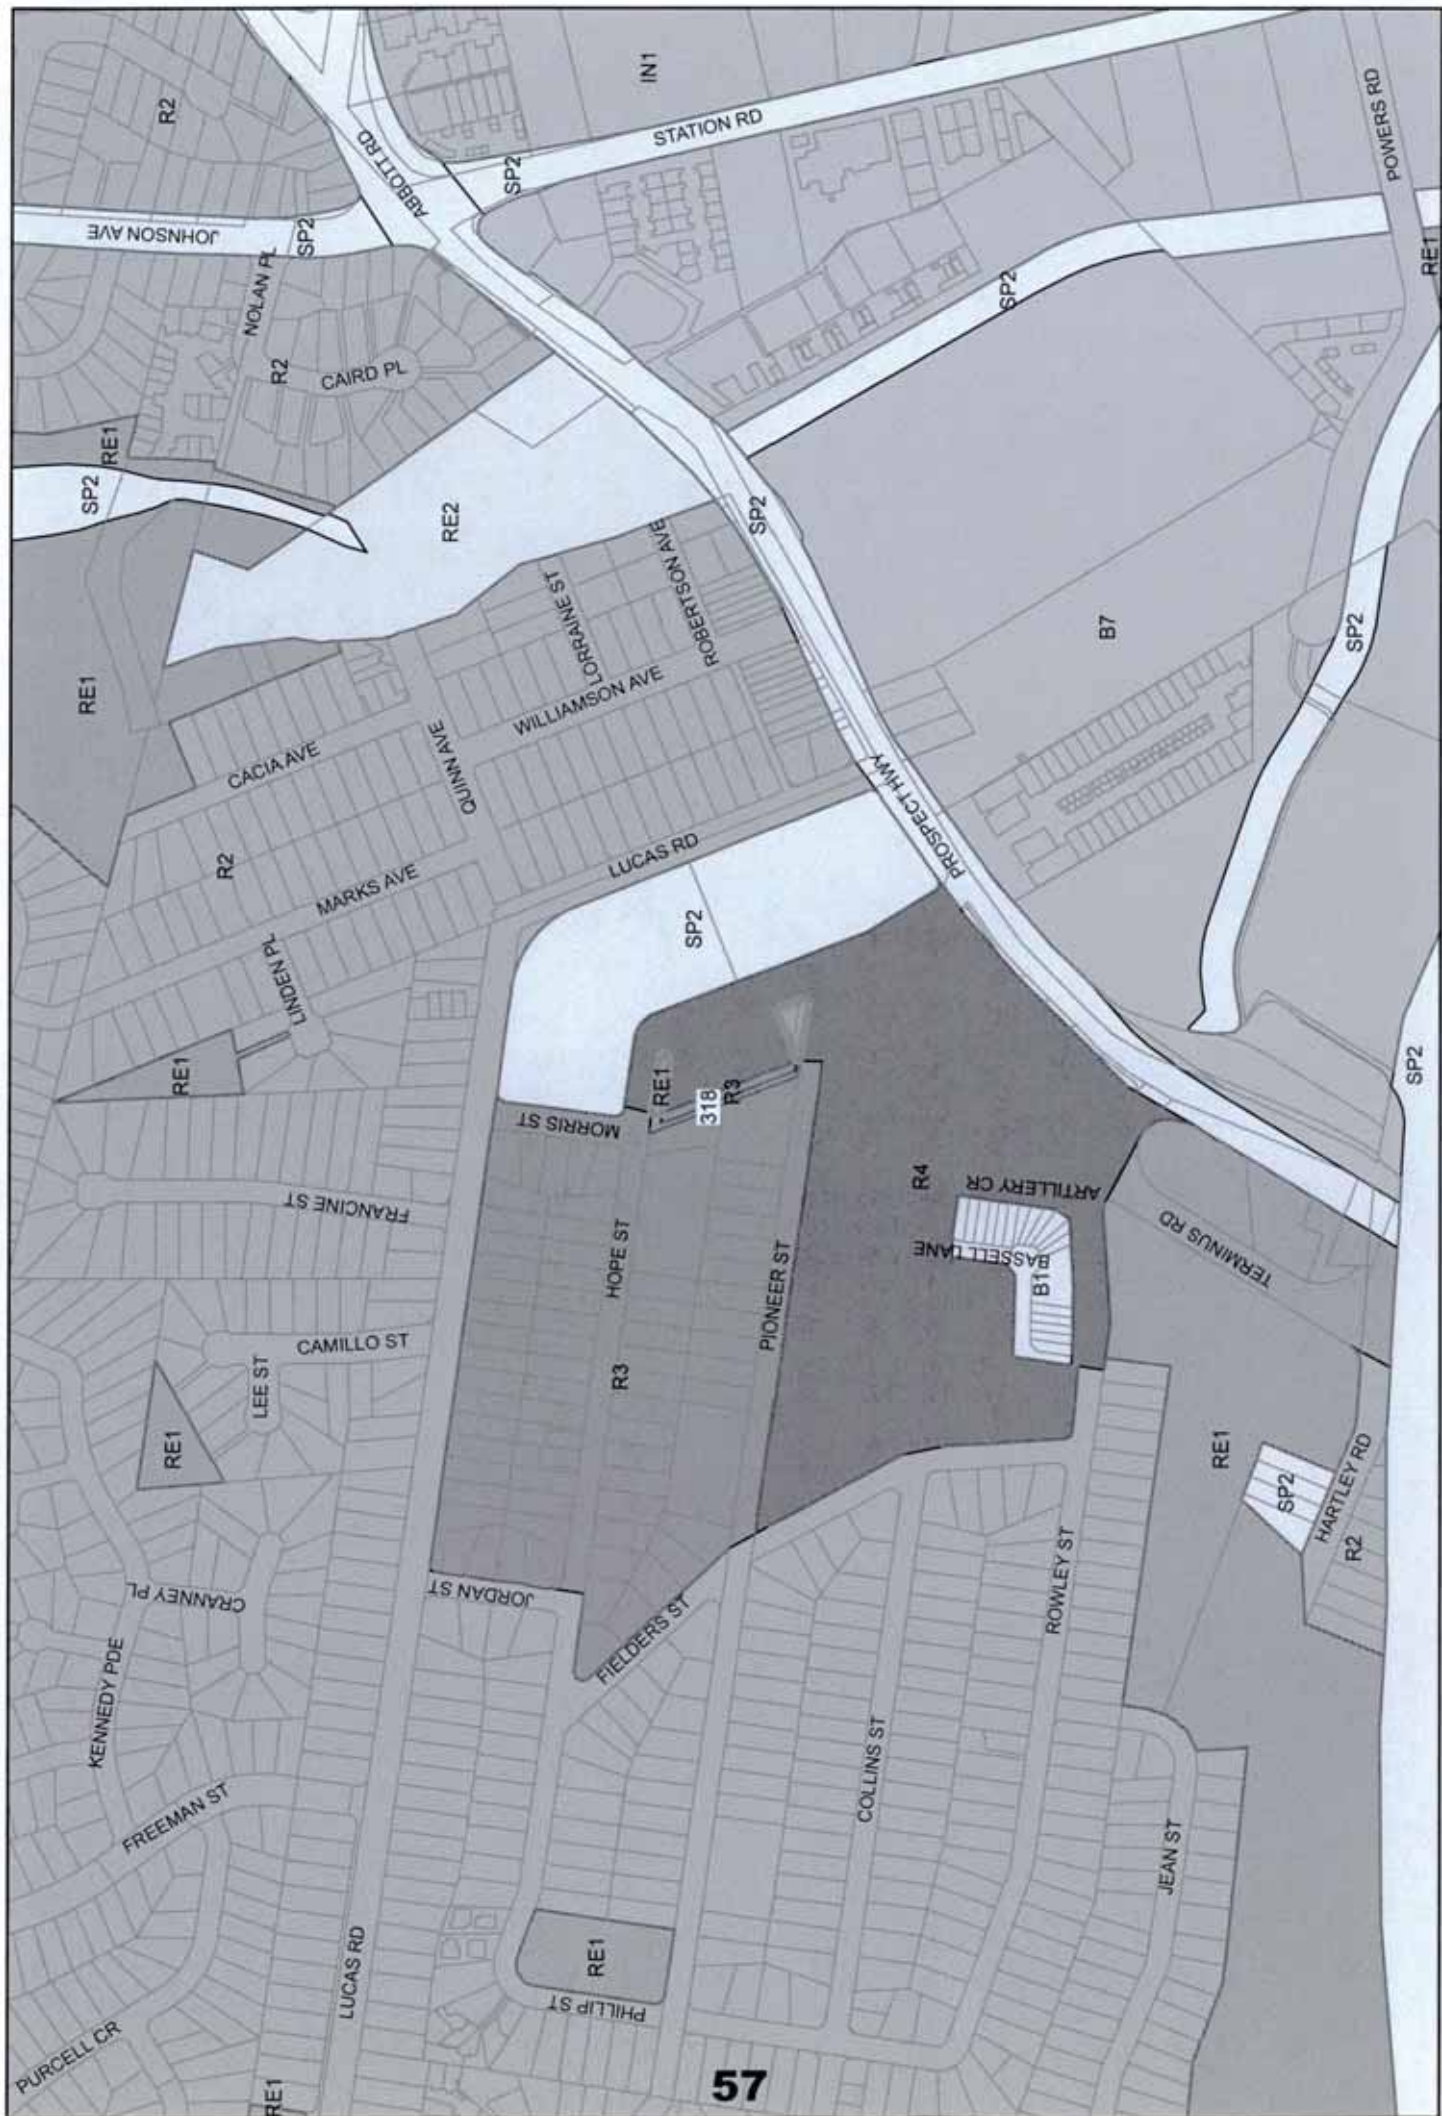 R2
IN1
STATION RD
POWERS RD
ABBOTT RD
SP2
JOHNSON AVE
SP2
NOLAN PL
R2
CAIRD PL
RE1
SP2
RE1
SP2
RE2
SP2
ROBERTSON AVE
LORRAINE ST
WILLIAMSON AVE
B7
SP2
RE1
CACIA AVE
QUINN AVE
PROSPECT HWY
R2
MARKS AVE
LUCAS RD
SP2
LINDEN PL
RE1
RE1
318
R3
SP2
MORRIS ST
FRANCINE ST
HOPE ST
R4
ARTILLERY CR
BASSELL LANE
B1
PIONEER ST
TERMINUS RD
CAMILLO ST
LEE ST
R3
RE1
RE1
SP2
HARTLEY RD
R2
CRANNEY PL
JORDAN ST
FIELDERS ST
ROWLEY ST
KENNEDY PDE
COLLINS ST
FREEMAN ST
JEAN ST
LUCAS RD
RE1
PHILLIP ST
PURCELL CR
RE1
57